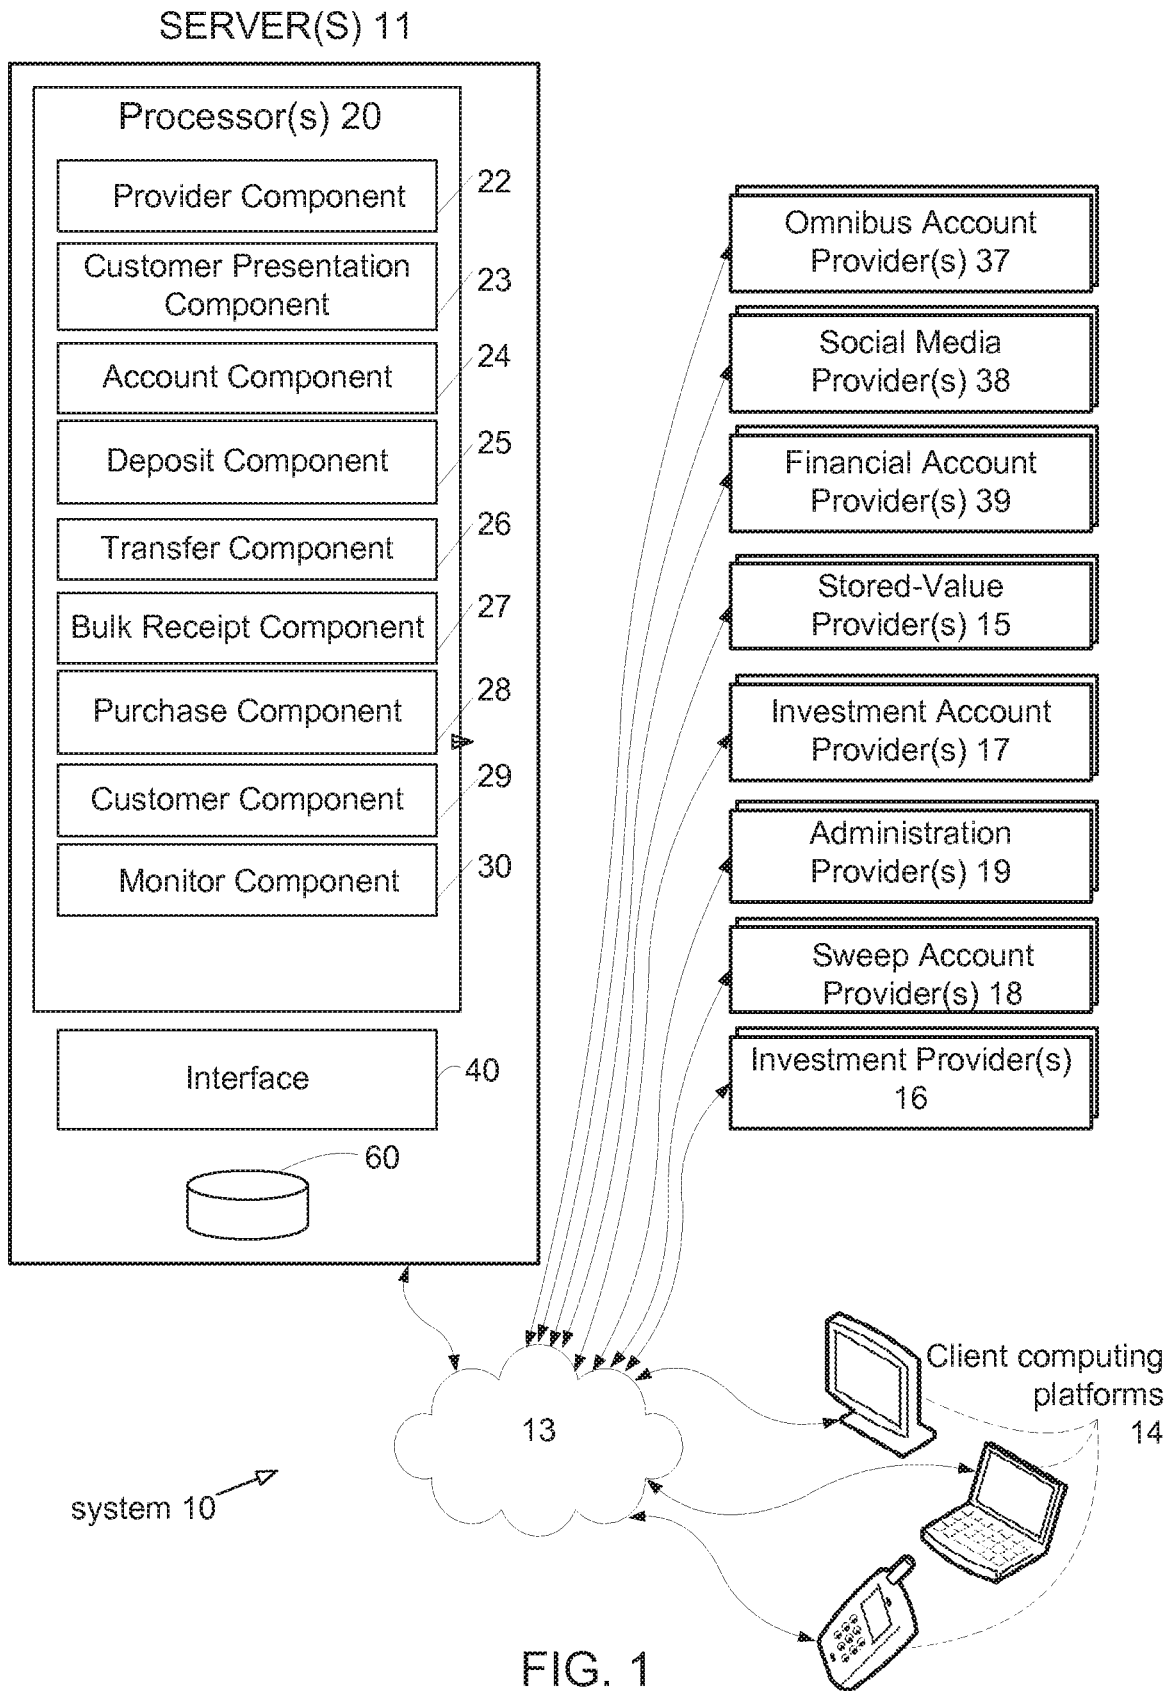 SERVER(S) 11
Processor(s) 20
Provider Component
22
Customer Presentation
Component
23
Account Component
24
Deposit Component
25
Transfer Component
26
Bulk Receipt Component
27
Purchase Component
28
Customer Component
29
Monitor Component
30
Interface
40
60
Omnibus Account
Provider(s) 37
Social Media
Provider(s) 38
Financial Account
Provider(s) 39
Stored-Value
Provider(s) 15
Investment Account
Provider(s) 17
Administration
Provider(s) 19
Sweep Account
Provider(s) 18
Investment Provider(s)
16
13
Client computing
platforms
14
system 10
FIG. 1